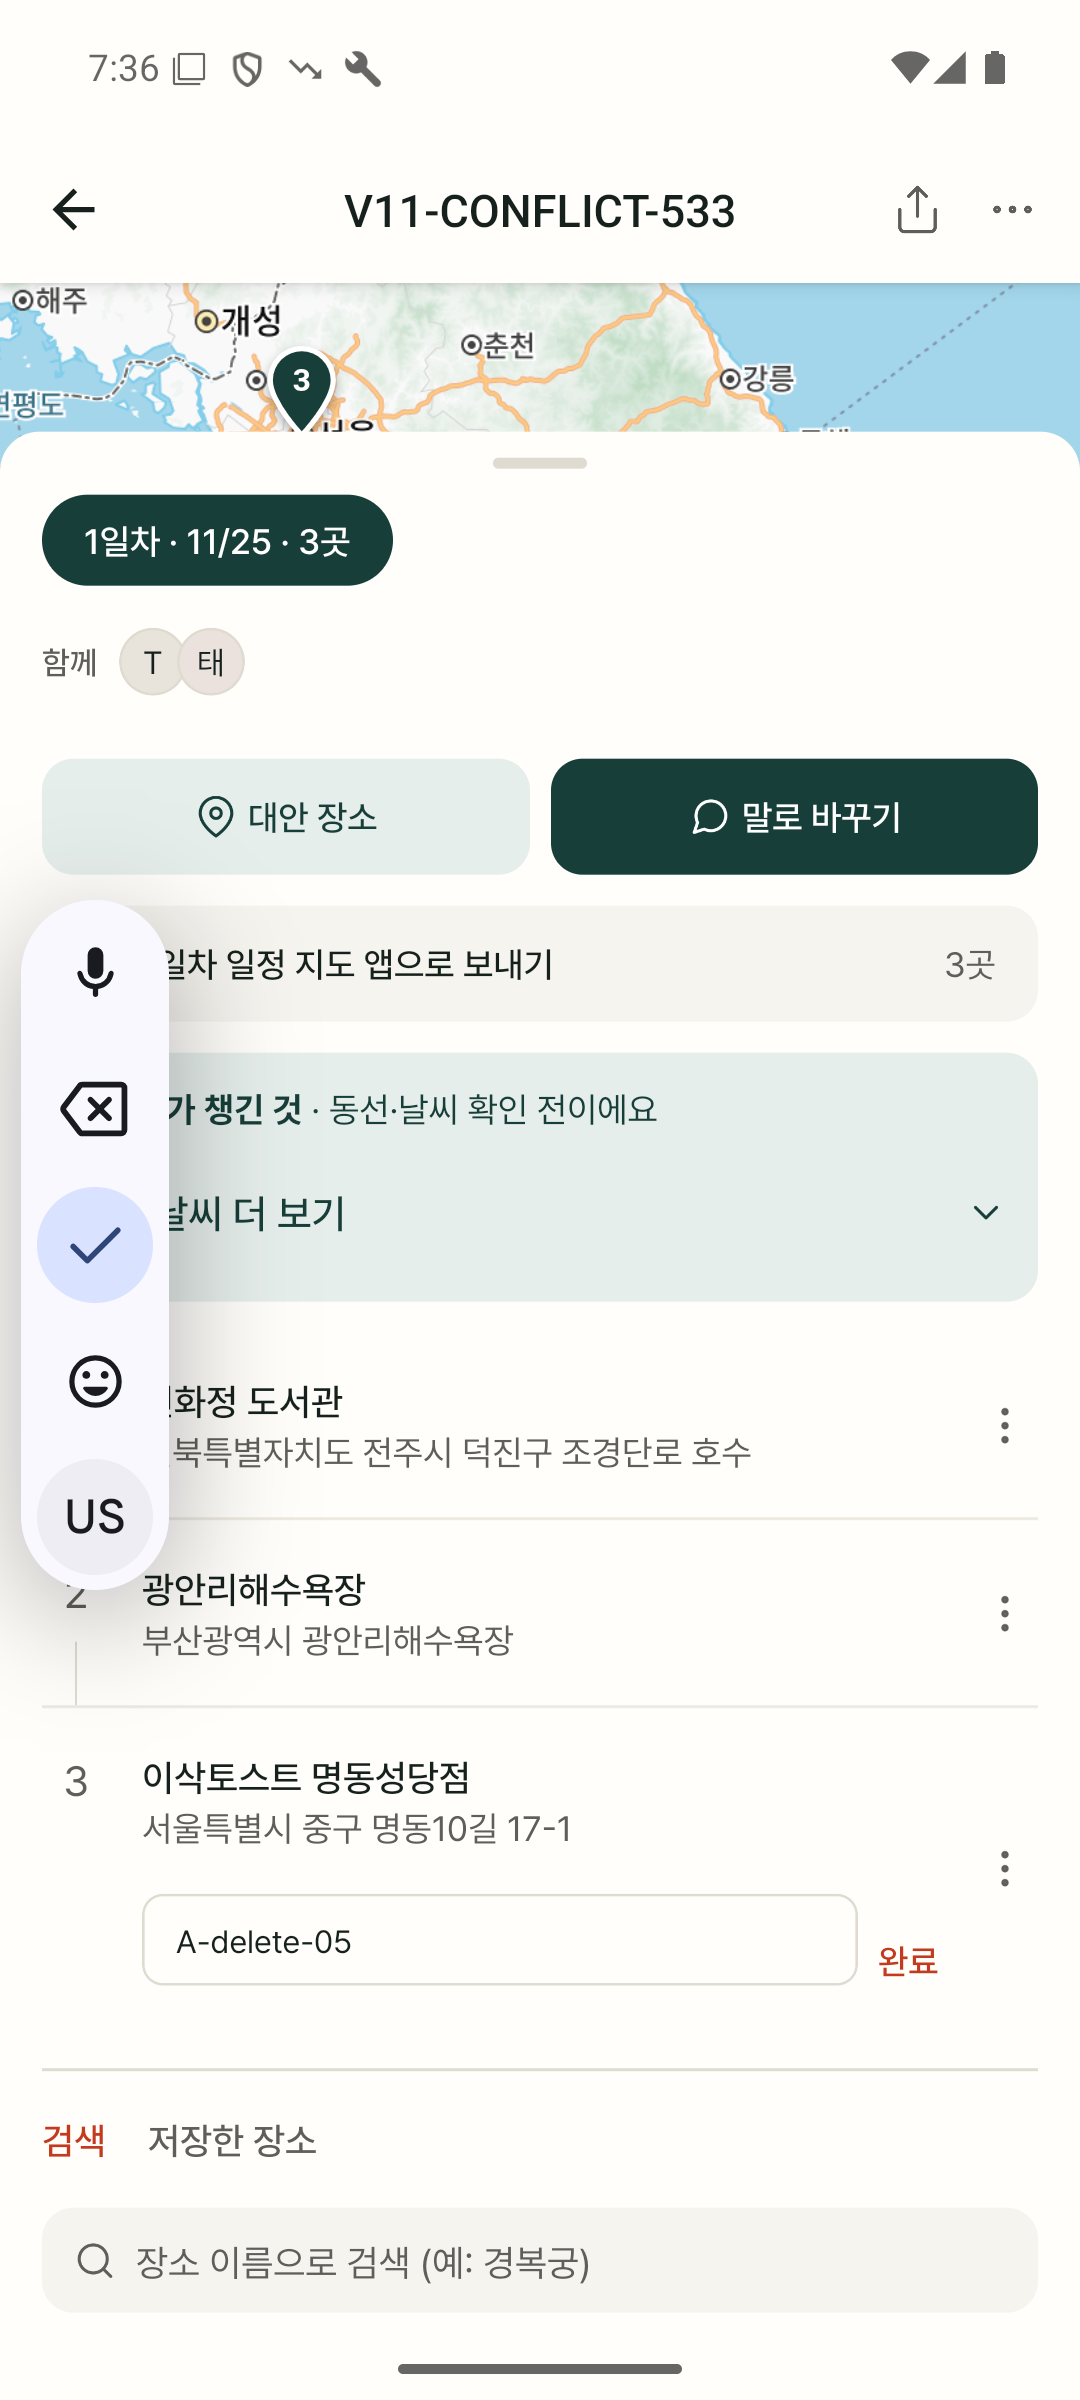 7:36
V11-CONFLICT-533
해주
개성
춘천
강릉
3
1일차 · 11/25 · 3곳
함께 T 태
대안 장소
말로 바꾸기
일차 일정 지도 앱으로 보내기 3곳
가 챙긴 것 · 동선·날씨 확인 전이에요
날씨 더 보기
화정 도서관
북특별자치도 전주시 덕진구 조경단로 호수
US
2 광안리해수욕장
부산광역시 광안리해수욕장
3 이삭토스트 명동성당점
서울특별시 중구 명동10길 17-1
A-delete-05
완료
검색 저장한 장소
장소 이름으로 검색 (예: 경복궁)